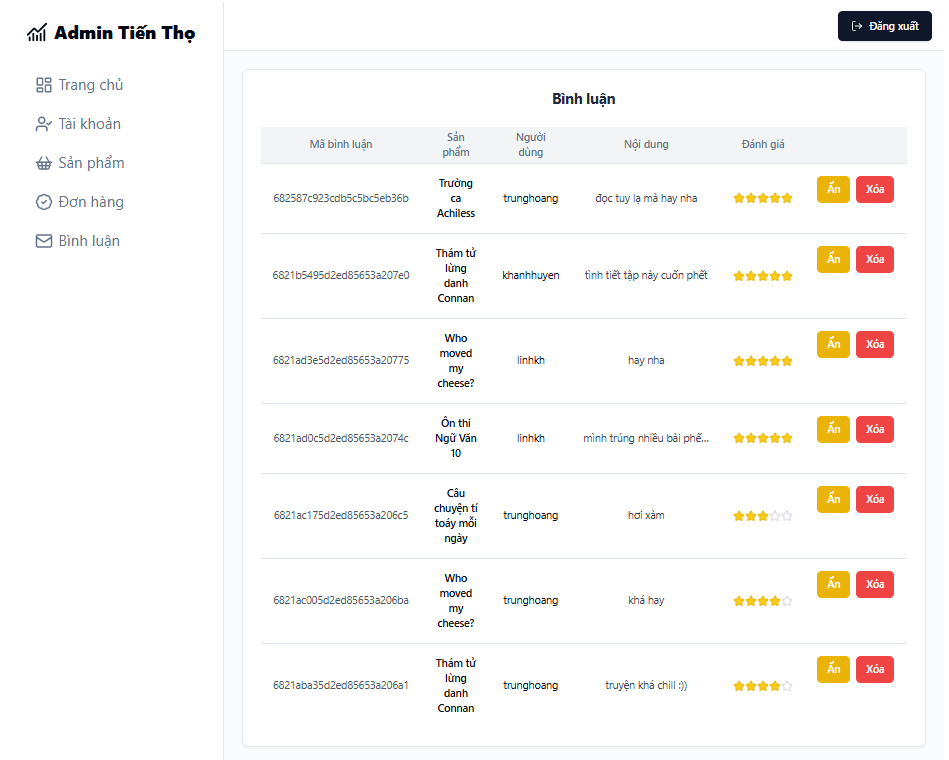 Admin Tiến Thọ
Đăng xuất
Trang chủ
Tài khoản
Sản phẩm
Đơn hàng
Bình luận
Bình luận
Mã bình luận Sản phẩm Người dùng Nội dung Đánh giá
682587c923cdb5c5bc5eb36b Trường ca Achiless trunghoang đọc tuy lạ mà hay nha Ẩn Xóa
6821b5495d2ed85653a207e0 Thám tử lừng danh Connan khanhhuyen tình tiết tập này cuốn phết Ẩn Xóa
6821ad3e5d2ed85653a20775 Who moved my cheese? linhkh hay nha Ẩn Xóa
6821ad0c5d2ed85653a2074c Ôn thi Ngữ Văn 10 linhkh mình trúng nhiều bài phế... Ẩn Xóa
6821ac175d2ed85653a206c5 Câu chuyện tí toáy mỗi ngày trunghoang hơi xàm Ẩn Xóa
6821ac005d2ed85653a206ba Who moved my cheese? trunghoang khá hay Ẩn Xóa
6821aba35d2ed85653a206a1 Thám tử lừng danh Connan trunghoang truyện khá chill :)) Ẩn Xóa